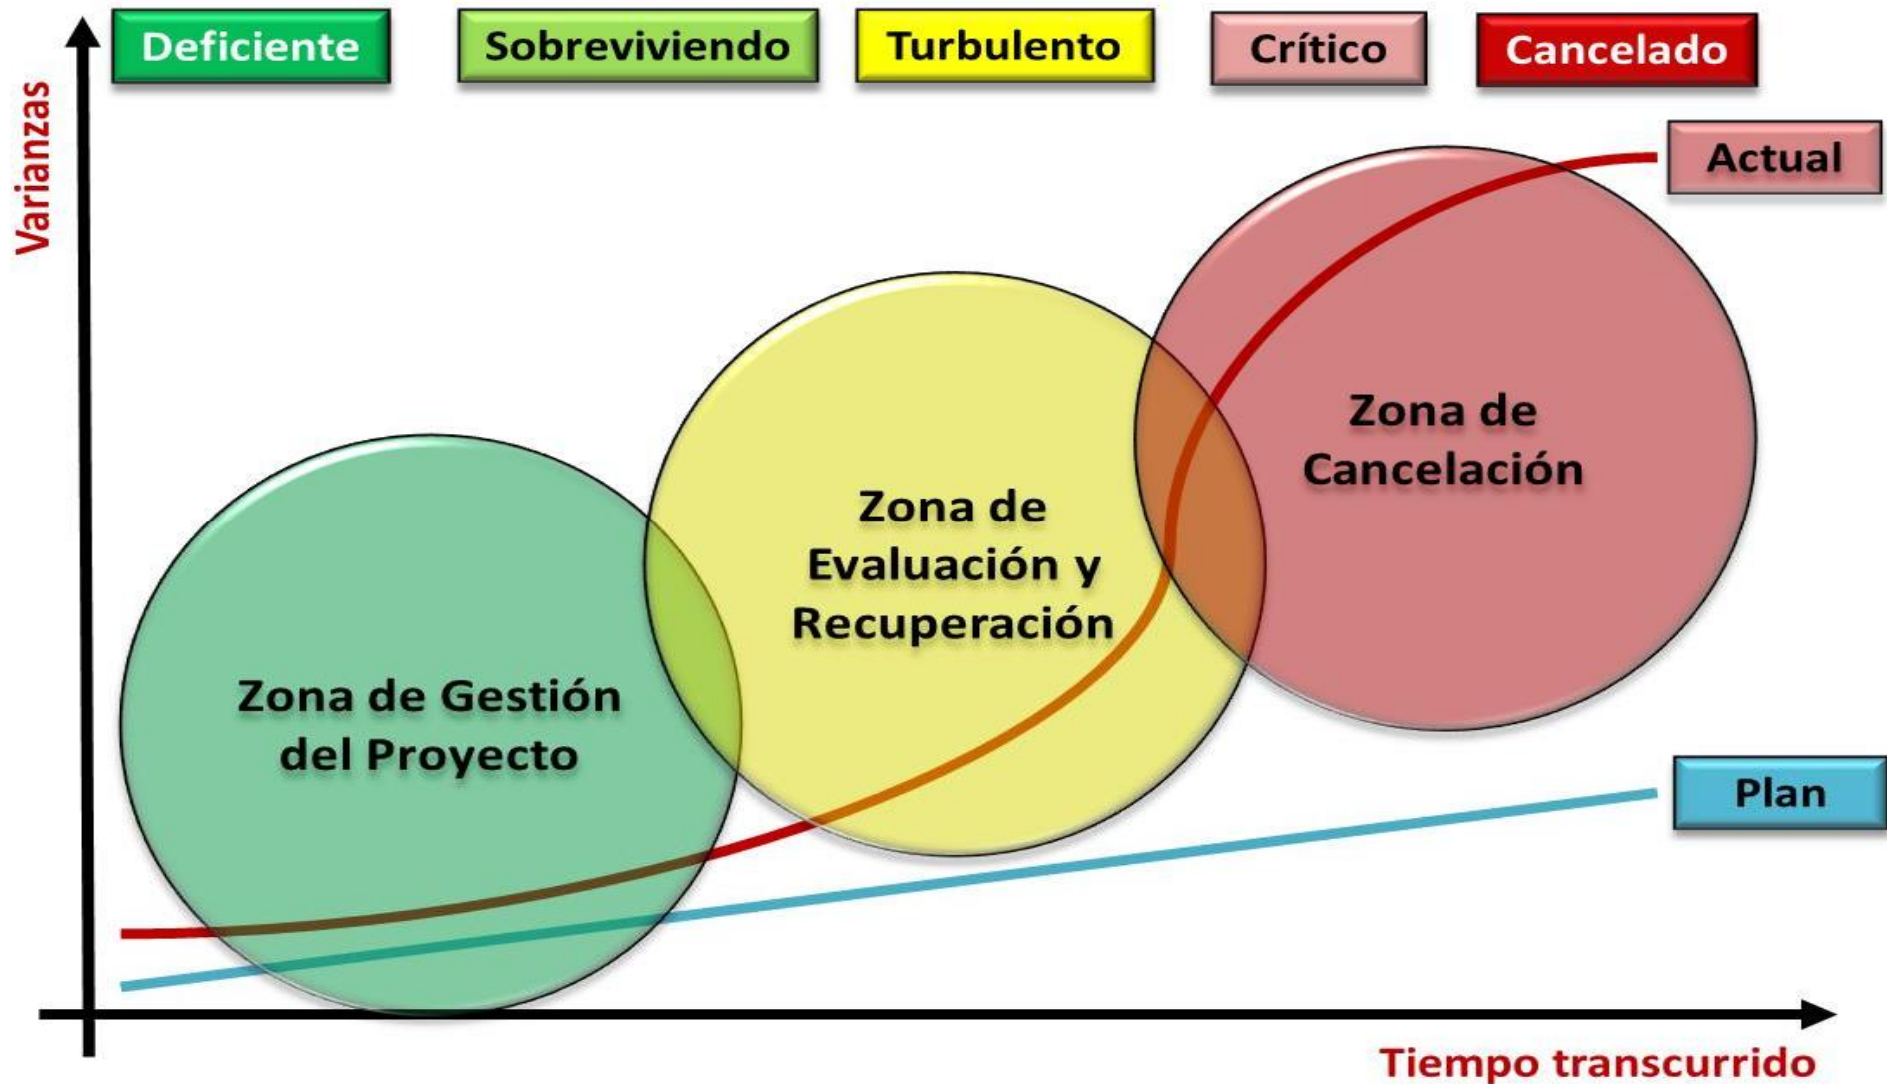 Deficiente
Sobreviviendo
Turbulento
Crítico
Cancelado
Varianzas
Actual
Zona de
Cancelación
Zona de
Evaluación y
Recuperación
Zona de Gestión
del Proyecto
Plan
Tiempo transcurrido